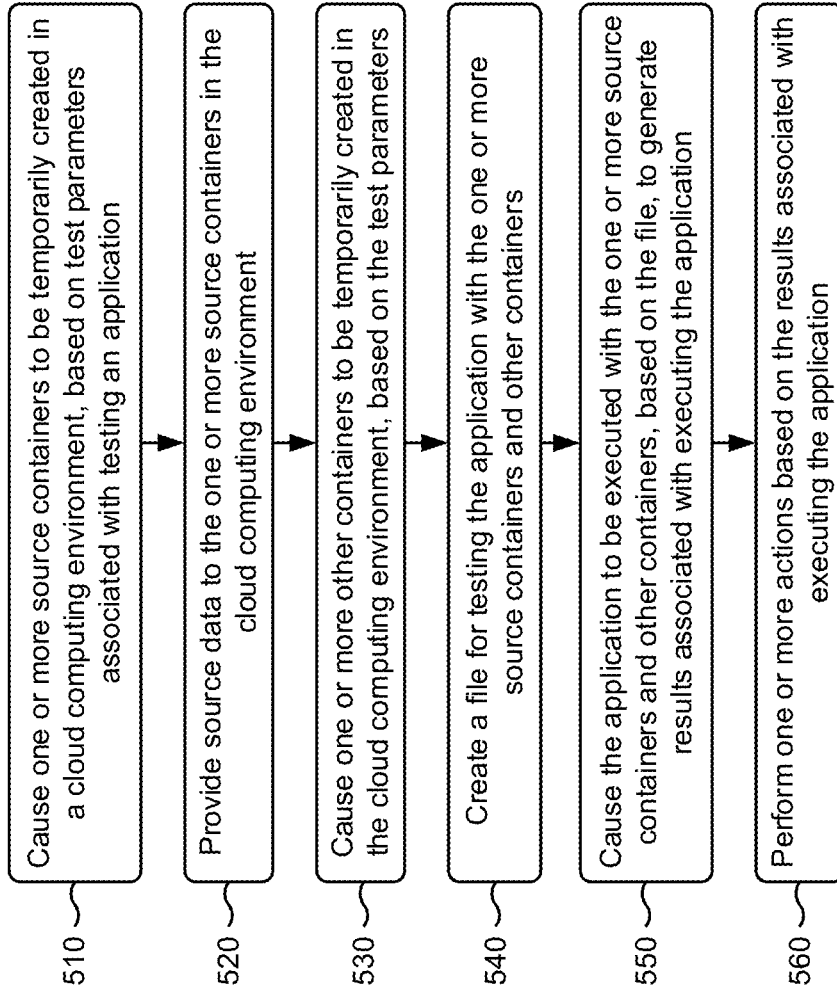 510
Cause one or more source containers to be temporarily created in
a cloud computing environment, based on test parameters
associated with testing an application
520
Provide source data to the one or more source containers in the
cloud computing environment
530
Cause one or more other containers to be temporarily created in
the cloud computing environment, based on the test parameters
540
Create a file for testing the application with the one or more
source containers and other containers
550
Cause the application to be executed with the one or more source
containers and other containers, based on the file, to generate
results associated with executing the application
560
Perform one or more actions based on the results associated with
executing the application